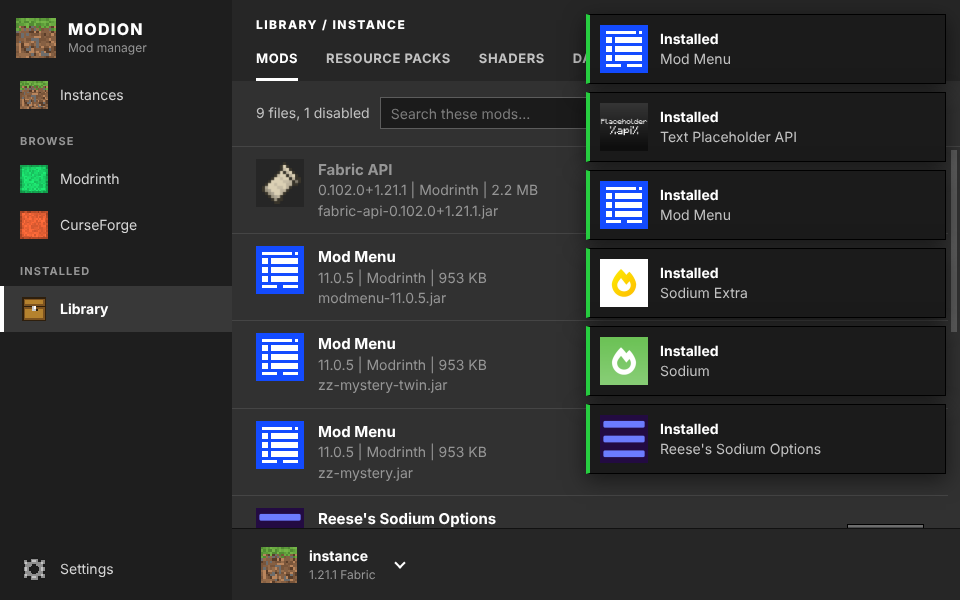 MODION
Mod manager
Instances
BROWSE
Modrinth
CurseForge
INSTALLED
Library
Settings
LIBRARY / INSTANCE
MODS RESOURCE PACKS SHADERS
9 files, 1 disabled
Search these mods...
Fabric API
0.102.0+1.21.1 | Modrinth | 2.2 MB
fabric-api-0.102.0+1.21.1.jar
Mod Menu
11.0.5 | Modrinth | 953 KB
modmenu-11.0.5.jar
Mod Menu
11.0.5 | Modrinth | 953 KB
zz-mystery-twin.jar
Mod Menu
11.0.5 | Modrinth | 953 KB
zz-mystery.jar
Reese's Sodium Options
instance
1.21.1 Fabric
Installed
Mod Menu
Placeholder
%api%
Installed
Text Placeholder API
Installed
Mod Menu
Installed
Sodium Extra
Installed
Sodium
Installed
Reese's Sodium Options